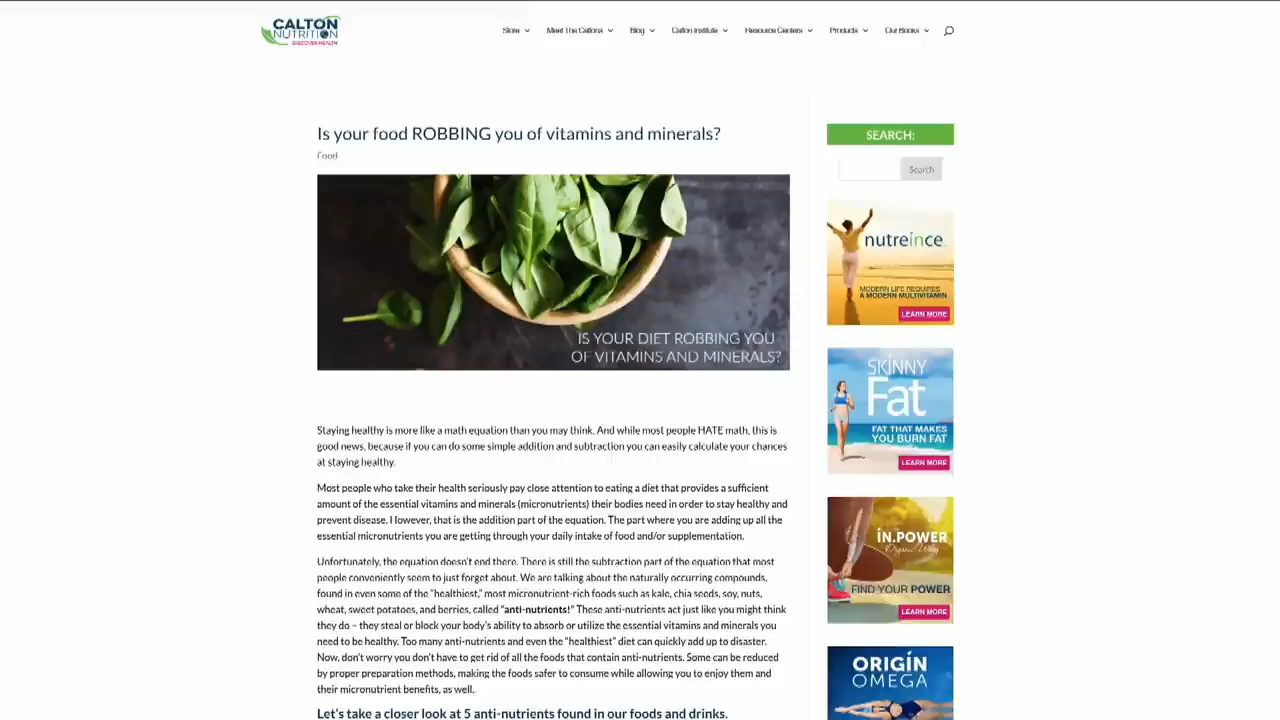 CALTON
NUTRITION
DISCOVER HEALTH
Store
Meet The Caltons
Blog
Calton Institute
Resource Centers
Products
Our Books
Is your food ROBBING you of vitamins and minerals?
Food
IS YOUR DIET ROBBING YOU
OF VITAMINS AND MINERALS?
Staying healthy is more like a math equation than you may think. And while most people HATE math, this is
good news, because if you can do some simple addition and subtraction you can easily calculate your chances
at staying healthy.
Most people who take their health seriously pay close attention to eating a diet that provides a sufficient
amount of the essential vitamins and minerals (micronutrients) their bodies need in order to stay healthy and
prevent disease. However, that is the addition part of the equation. The part where you are adding up all the
essential micronutrients you are getting through your daily intake of food and/or supplementation.
Unfortunately, the equation doesn't end there. There is still the subtraction part of the equation that most
people conveniently seem to just forget about. We are talking about the naturally occurring compounds,
found in even some of the "healthiest," most micronutrient-rich foods such as kale, chia seeds, soy, nuts,
wheat, sweet potatoes, and berries, called "anti-nutrients!" These anti-nutrients act just like you might think
they do – they steal or block your body's ability to absorb or utilize the essential vitamins and minerals you
need to be healthy. Too many anti-nutrients and even the "healthiest" diet can quickly add up to disaster.
Now, don't worry you don't have to get rid of all the foods that contain anti-nutrients. Some can be reduced
by proper preparation methods, making the foods safer to consume while allowing you to enjoy them and
their micronutrient benefits, as well.
Let's take a closer look at 5 anti-nutrients found in our foods and drinks.
SEARCH:
Search
nutreince
MODERN LIFE REQUIRES
A MODERN MULTIVITAMIN
LEARN MORE
SKINNY
Fat
FAT THAT MAKES
YOU BURN FAT
LEARN MORE
IN.POWER
Organic Whey
FIND YOUR POWER
LEARN MORE
ORIGIN
OMEGA